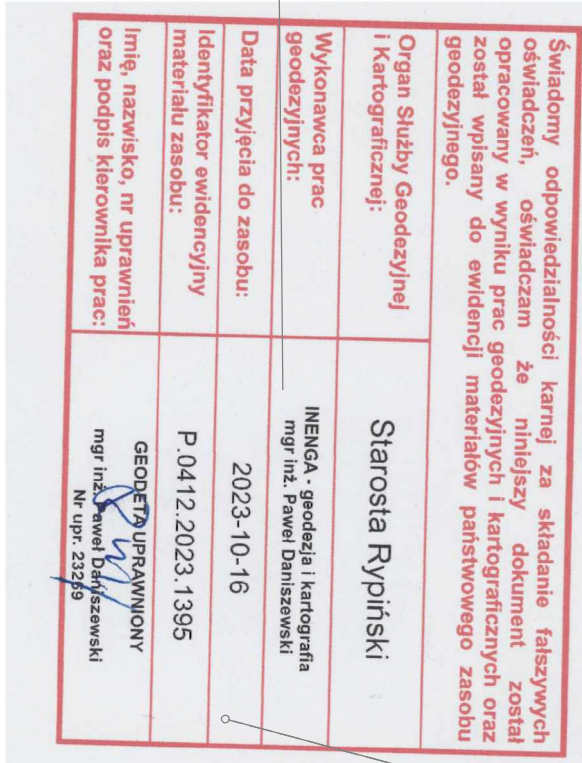 Świadomy odpowiedzialności karnej za składanie fałszywych
oświadczeń, oświadczam że niniejszy dokument został
opracowany w wyniku prac geodezyjnych i kartograficznych oraz
został wpisany do ewidencji materiałów państwowego zasobu
geodezyjnego.
Organ Służby Geodezyjnej
i Kartograficznej:
Starosta Rypiński
Wykonawca prac
geodezyjnych:
INENGA - geodezja i kartografia
mgr inż. Paweł Daniszewski
Data przyjęcia do zasobu:
2023-10-16
Identyfikator ewidencyjny
materiału zasobu:
P.0412.2023.1395
Imię, nazwisko, nr uprawnień
oraz podpis kierownika prac:
GEODETA UPRAWNIONY
mgr inż. Paweł Daniszewski
Nr upr. 23269